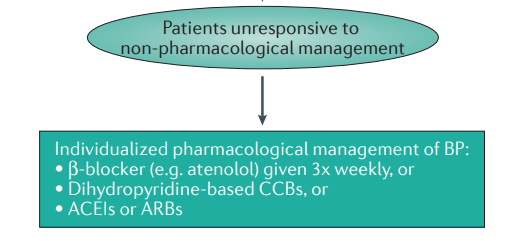 Patients unresponsive to
non-pharmacological management
Individualized pharmacological management of BP:
• β-blocker (e.g. atenolol) given 3x weekly, or
• Dihydropyridine-based CCBs, or
• ACEIs or ARBs